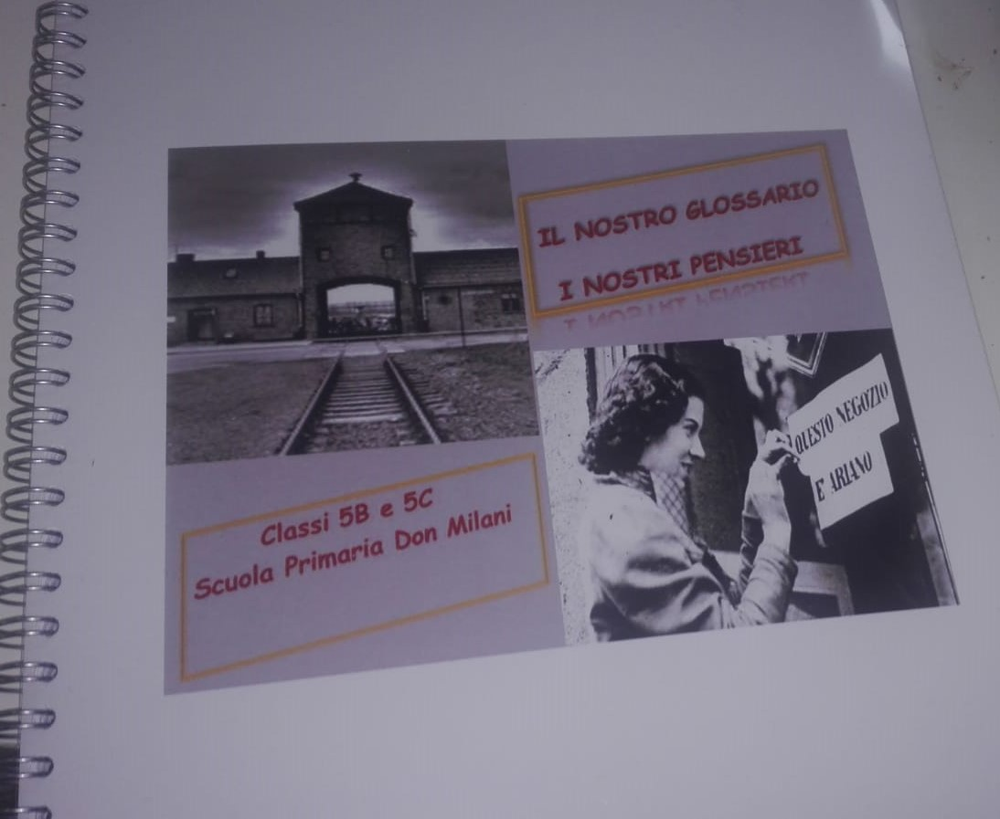 IL NOSTRO GLOSSARIO
I NOSTRI PENSIERI
QUESTO NEGOZIO
E ARIANO
Classi 5B e 5C
Scuola Primaria Don Milani